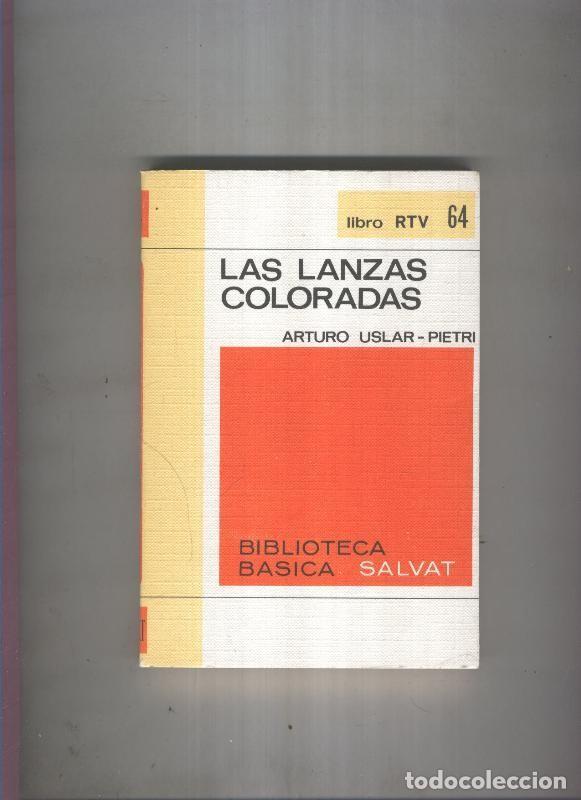 libro RTV 64
LAS LANZAS
COLORADAS
ARTURO USLAR-PIETRI
BIBLIOTECA
BASICA SALVAT
T
todocoleccion